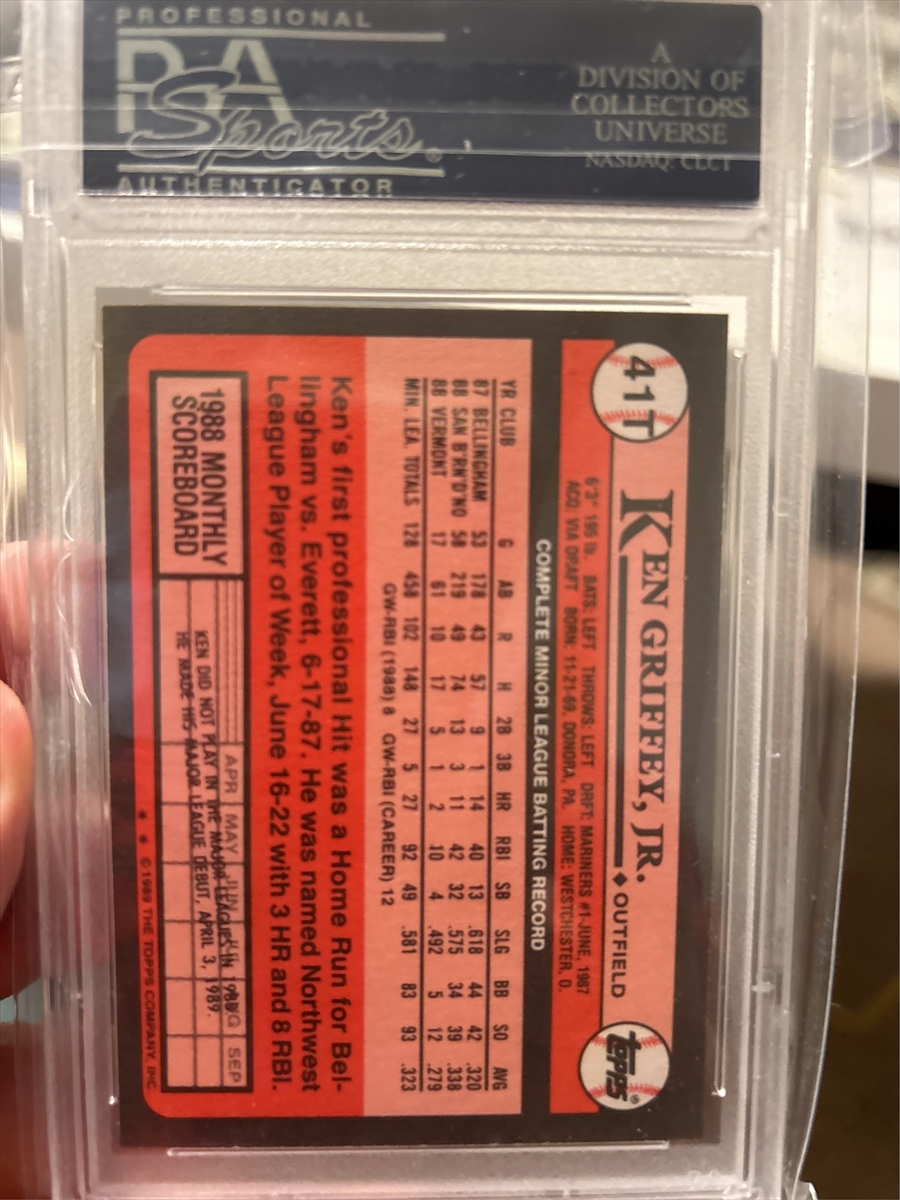 PROFESSIONAL
PSA
Sports®
AUTHENTICATOR
A
DIVISION OF
COLLECTORS
UNIVERSE
NASDAQ: CLCT
41T
KEN GRIFFEY, JR. ◆ OUTFIELD
topps®
6'3" 195 lb. BATS: LEFT THROWS: LEFT DRFT: MARINERS #1-JUNE, 1987
ACQ: VIA DRAFT BORN: 11-21-69, DONORA, PA. HOME: WESTCHESTER, O.
COMPLETE MINOR LEAGUE BATTING RECORD
YR CLUB G AB R H 2B 3B HR RBI SB SLG BB SO AVG
87 BELLINGHAM 53 178 43 57 9 1 14 40 13 .618 44 42 .320
88 SAN B'RN'D'NO 58 219 49 74 13 3 11 42 32 .575 34 39 .338
88 VERMONT 17 61 10 17 5 1 2 10 4 .492 5 12 .279
MIN. LEA. TOTALS 128 458 102 148 27 5 27 92 49 .581 83 93 .323
GW-RBI (1988) 8 GW-RBI (CAREER) 12
Ken's first professional Hit was a Home Run for Bel-
lingham vs. Everett, 6-17-87. He was named Northwest
League Player of Week, June 16-22 with 3 HR and 8 RBI.
1988 MONTHLY
SCOREBOARD
APR MAY JUN JUL AUG SEP
KEN DID NOT PLAY IN THE MAJOR LEAGUES IN 1988.
HE MADE HIS MAJOR LEAGUE DEBUT, APRIL 3, 1989.
* * © 1989 THE TOPPS COMPANY, INC.